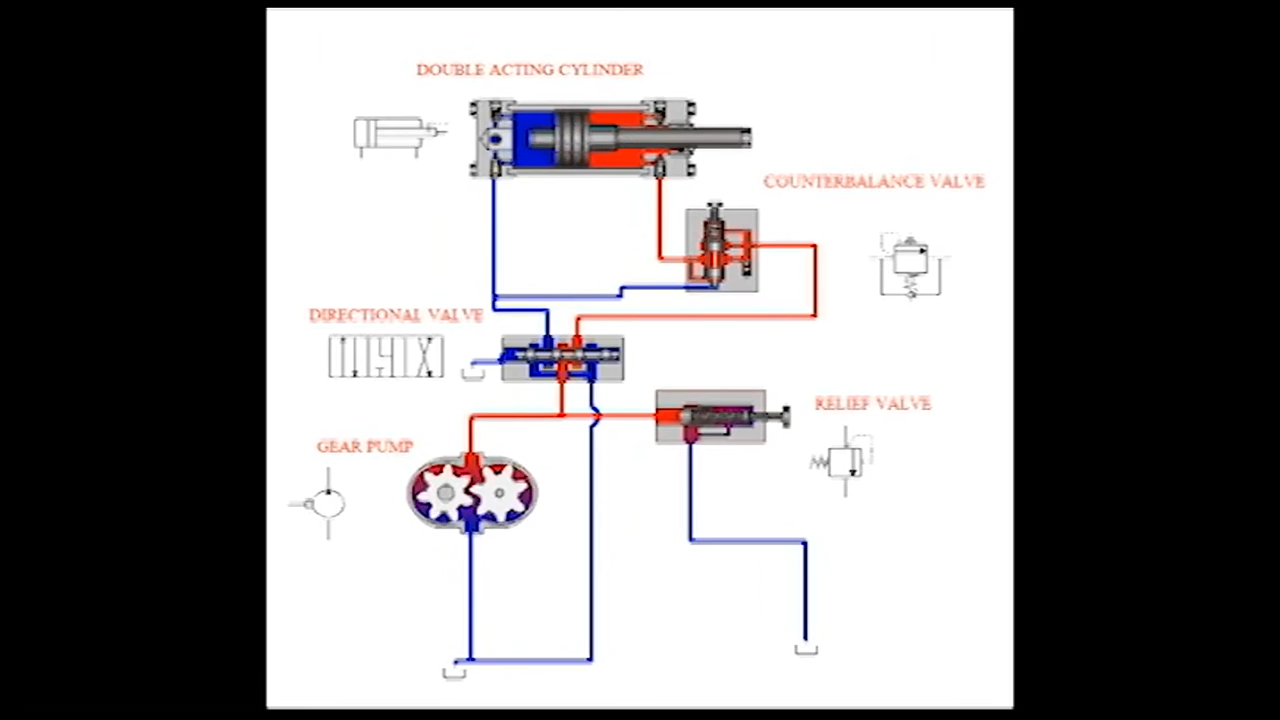 DOUBLE ACTING CYLINDER
COUNTERBALANCE VALVE
DIRECTIONAL VALVE
RELIEF VALVE
GEAR PUMP